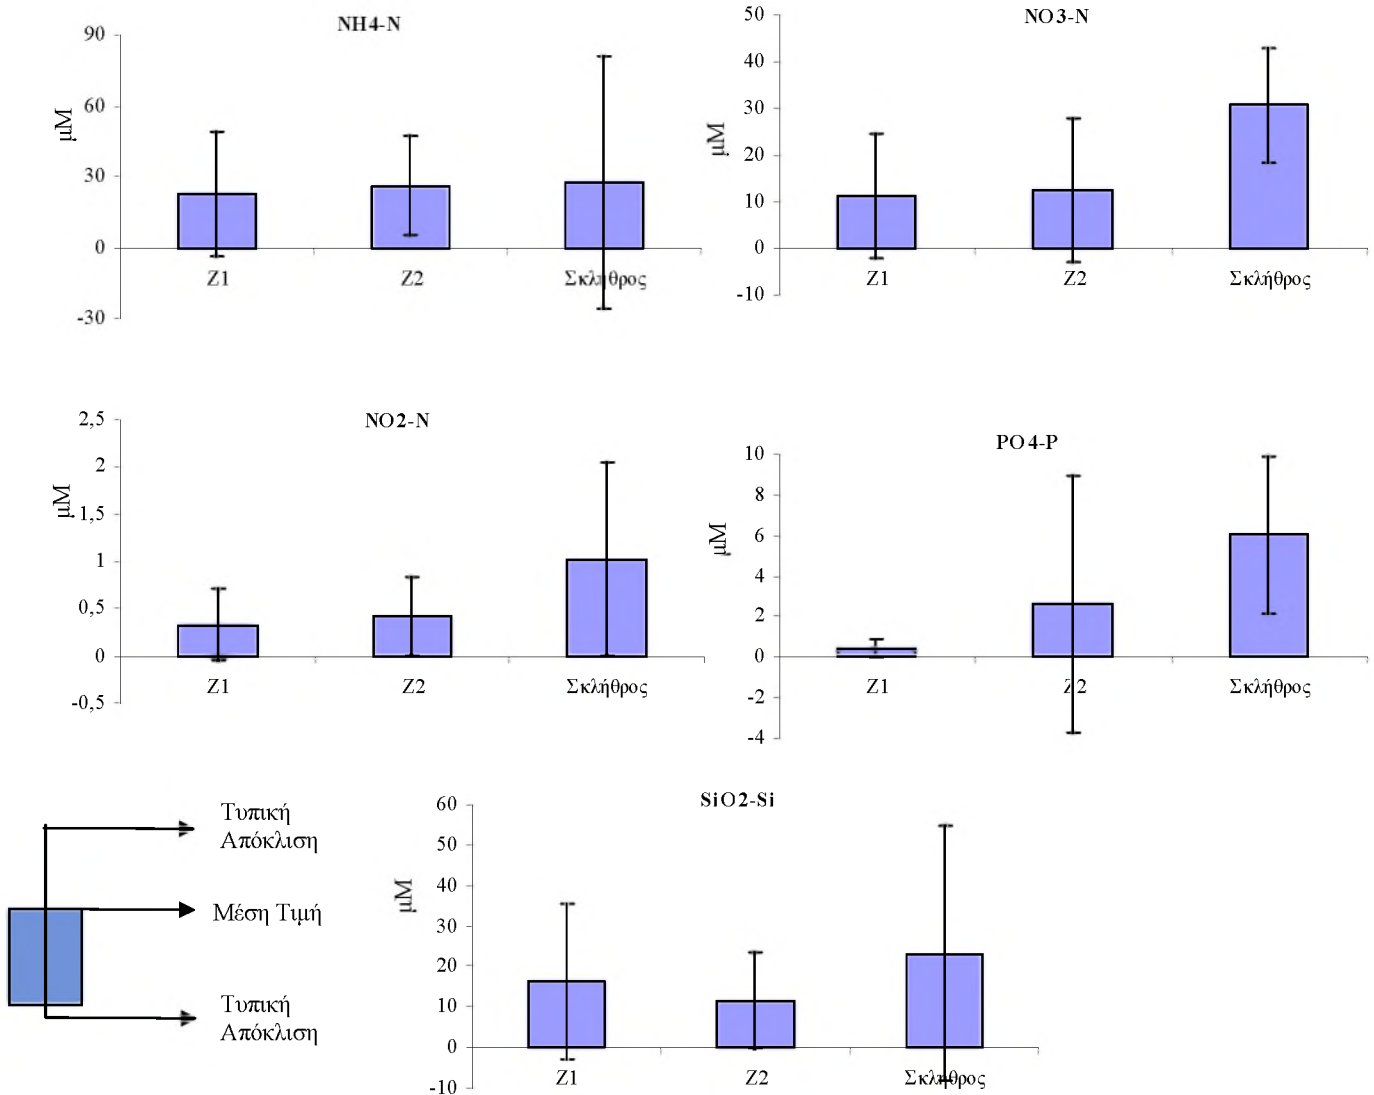 NH4-N
90
60
30
0
-30
μM
Z1 Z2 Σκλήθρος
NO3-N
50
40
30
20
10
0
-10
μM
Z1 Z2 Σκλήθρος
NO2-N
2,5
2
1,5
1
0,5
0
-0,5
μM
Z1 Z2 Σκλήθρος
PO4-P
10
8
6
4
2
0
-2
-4
μM
Z1 Z2 Σκλήθρος
Τυπική
Απόκλιση
Μέση Τιμή
Τυπική
Απόκλιση
SiO2-Si
60
50
40
30
20
10
0
-10
μM
Z1 Z2 Σκλήθρος